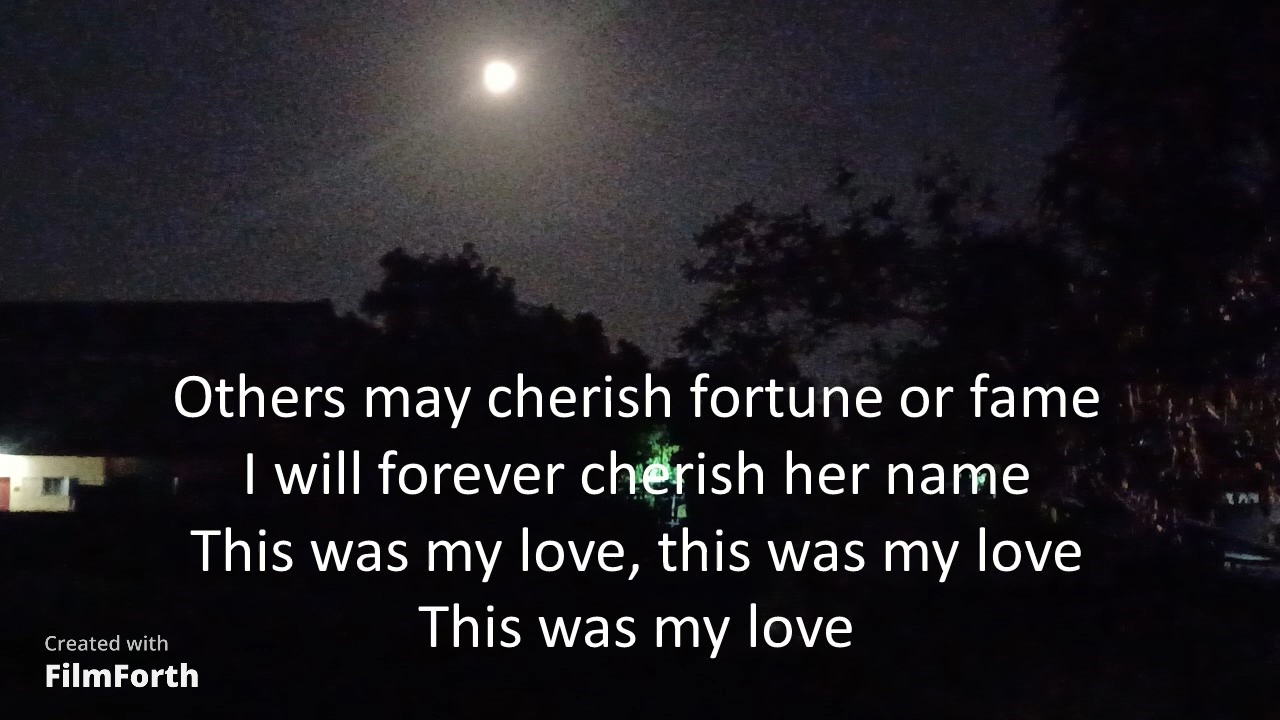 Others may cherish fortune or fame
I will forever cherish her name
This was my love, this was my love
This was my love
Created with
FilmForth